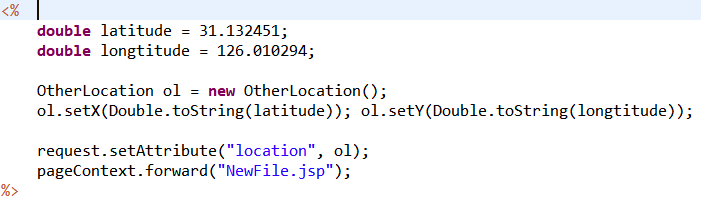 <%
double latitude = 31.132451;
double longtitude = 126.010294;
OtherLocation ol = new OtherLocation();
ol.setX(Double.toString(latitude)); ol.setY(Double.toString(longtitude));
request.setAttribute("location", ol);
pageContext.forward("NewFile.jsp");
%>